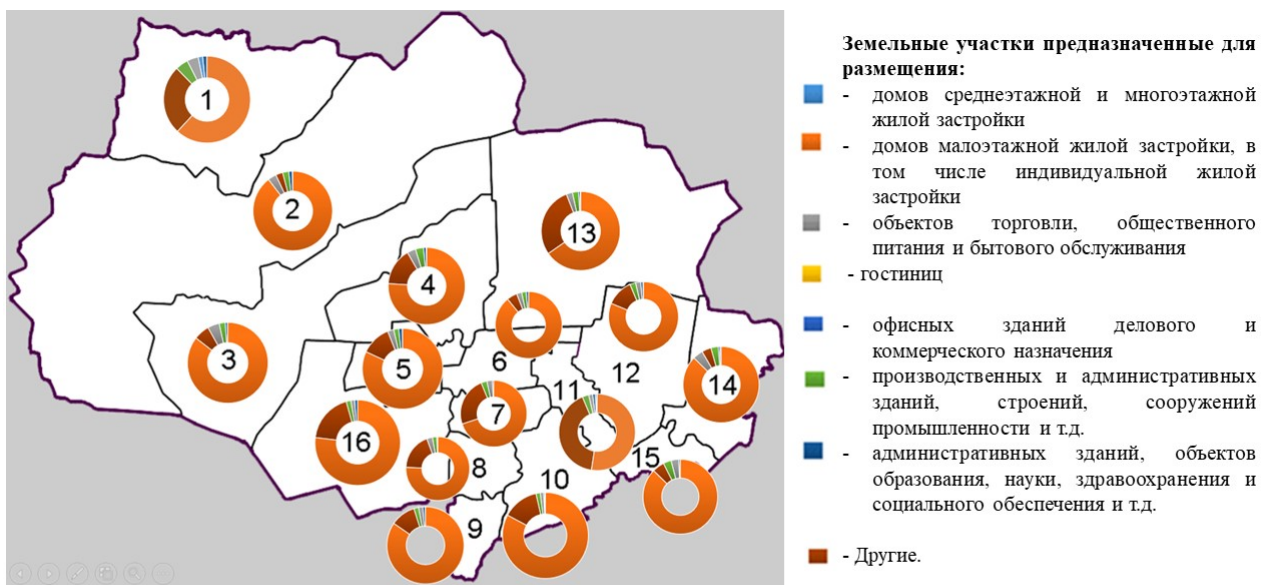 1
2
13
4
3
5
6
12
14
11
7
16
8
15
10
9
Земельные участки предназначенные для
размещения:
- домов среднеэтажной и многоэтажной
жилой застройки
- домов малоэтажной жилой застройки, в
том числе индивидуальной жилой
застройки
- объектов торговли, общественного
питания и бытового обслуживания
- гостиниц
- офисных зданий делового и
коммерческого назначения
- производственных и административных
зданий, строений, сооружений
промышленности и т.д.
- административных зданий, объектов
образования, науки, здравоохранения и
социального обеспечения и т.д.
- Другие.